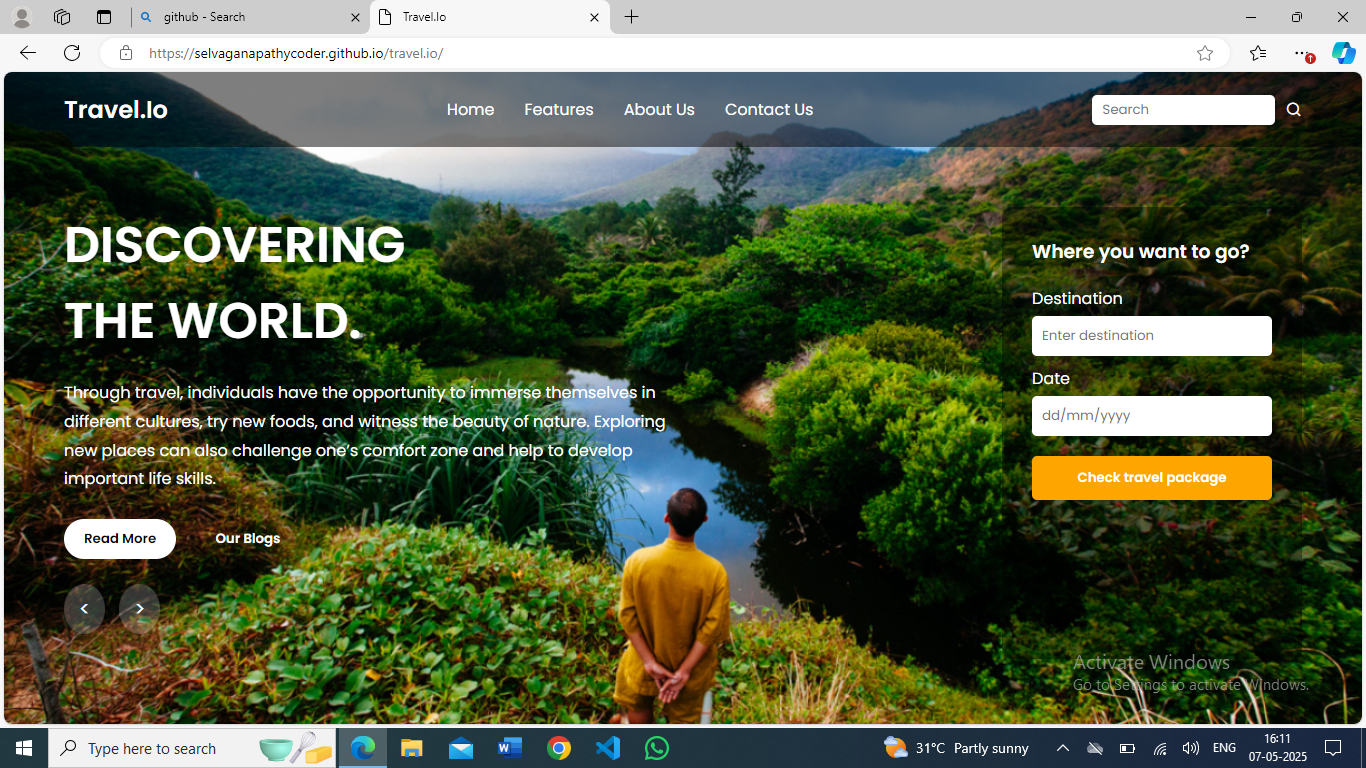 github - Search
Travel.Io
https://selvaganapathycoder.github.io/travel.io/
Travel.Io
Home Features About Us Contact Us
Search
DISCOVERING
THE WORLD.
Through travel, individuals have the opportunity to immerse themselves in
different cultures, try new foods, and witness the beauty of nature. Exploring
new places can also challenge one's comfort zone and help to develop
important life skills.
Read More
Our Blogs
< >
Where you want to go?
Destination
Enter destination
Date
dd/mm/yyyy
Check travel package
Activate Windows
Go to Settings to activate Windows.
Type here to search
31°C Partly sunny
ENG
16:11
07-05-2025